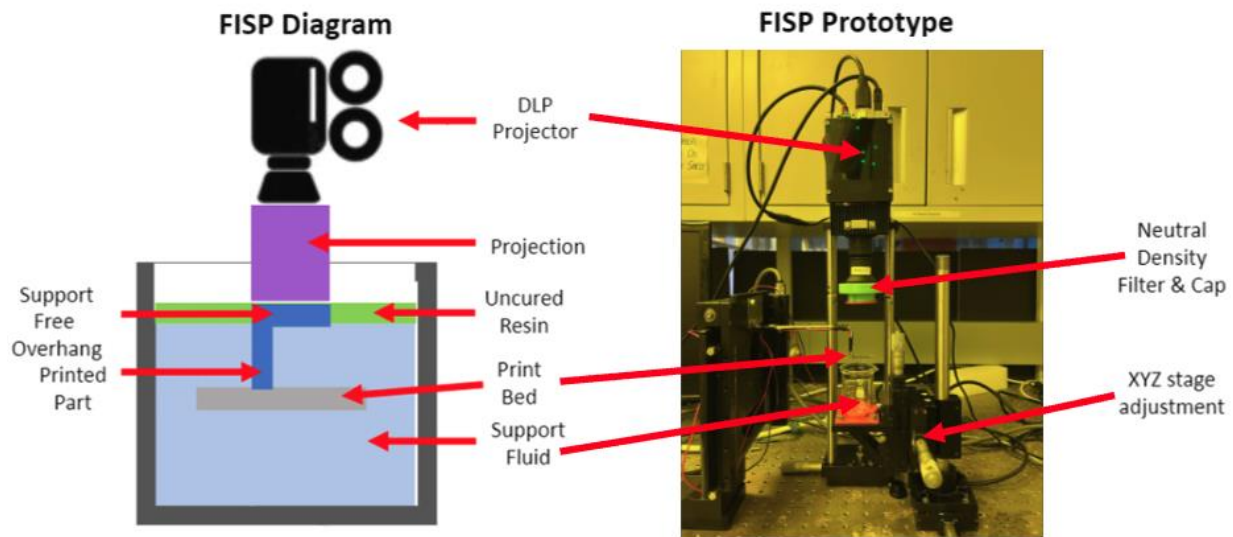 FISP Diagram
FISP Prototype
DLP
Projector
Projection
Neutral
Density
Filter & Cap
Support
Free
Overhang
Printed
Part
Uncured
Resin
Print
Bed
XYZ stage
adjustment
Support
Fluid